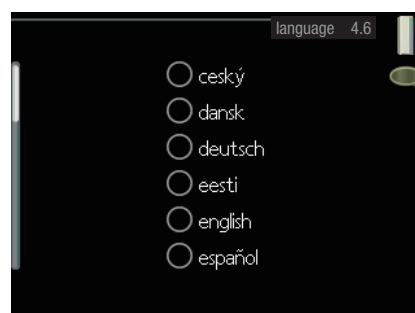 language 4.6
ceský
dansk
deutsch
eesti
english
español